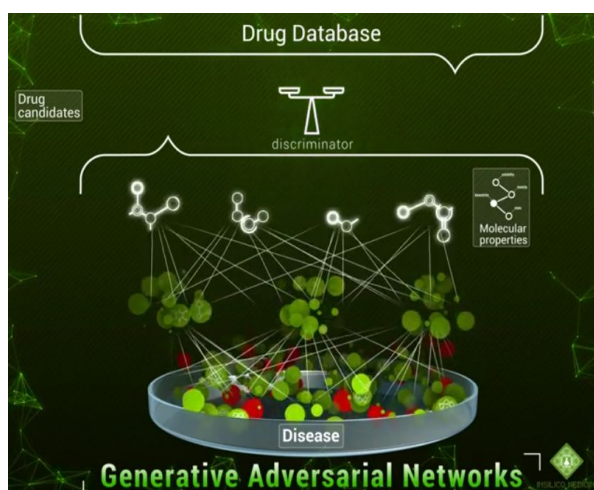 Drug Database
Drug
candidates
discriminator
Molecular
properties
Disease
Generative Adversarial Networks